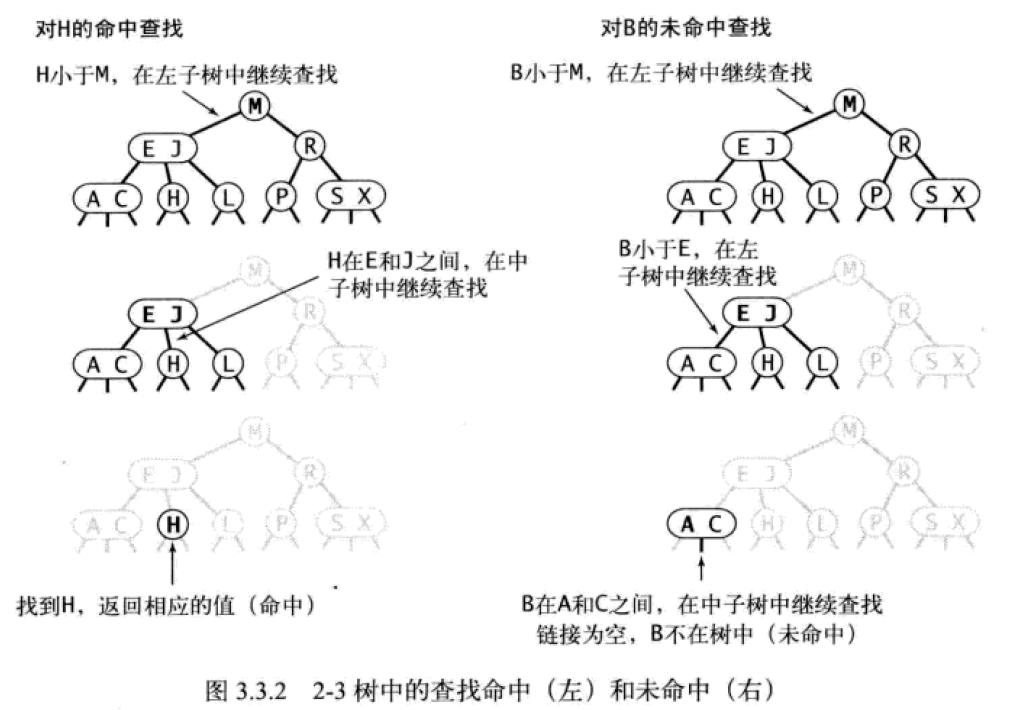 对H的命中查找
H小于M，在左子树中继续查找
M
E J
R
A C
H
L
P
S X
H在E和J之间，在中
子树中继续查找
M
E J
R
A C
H
L
P
S X
M
E J
R
A C
H
L
P
S X
找到H，返回相应的值（命中）
对B的未命中查找
B小于M，在左子树中继续查找
M
E J
R
A C
H
L
P
S X
B小于E，在左
子树中继续查找
M
E J
R
A C
H
L
P
S X
M
E J
R
A C
H
L
P
S X
B在A和C之间，在中子树中继续查找
链接为空，B不在树中（未命中）
图 3.3.2 2-3 树中的查找命中（左）和未命中（右）